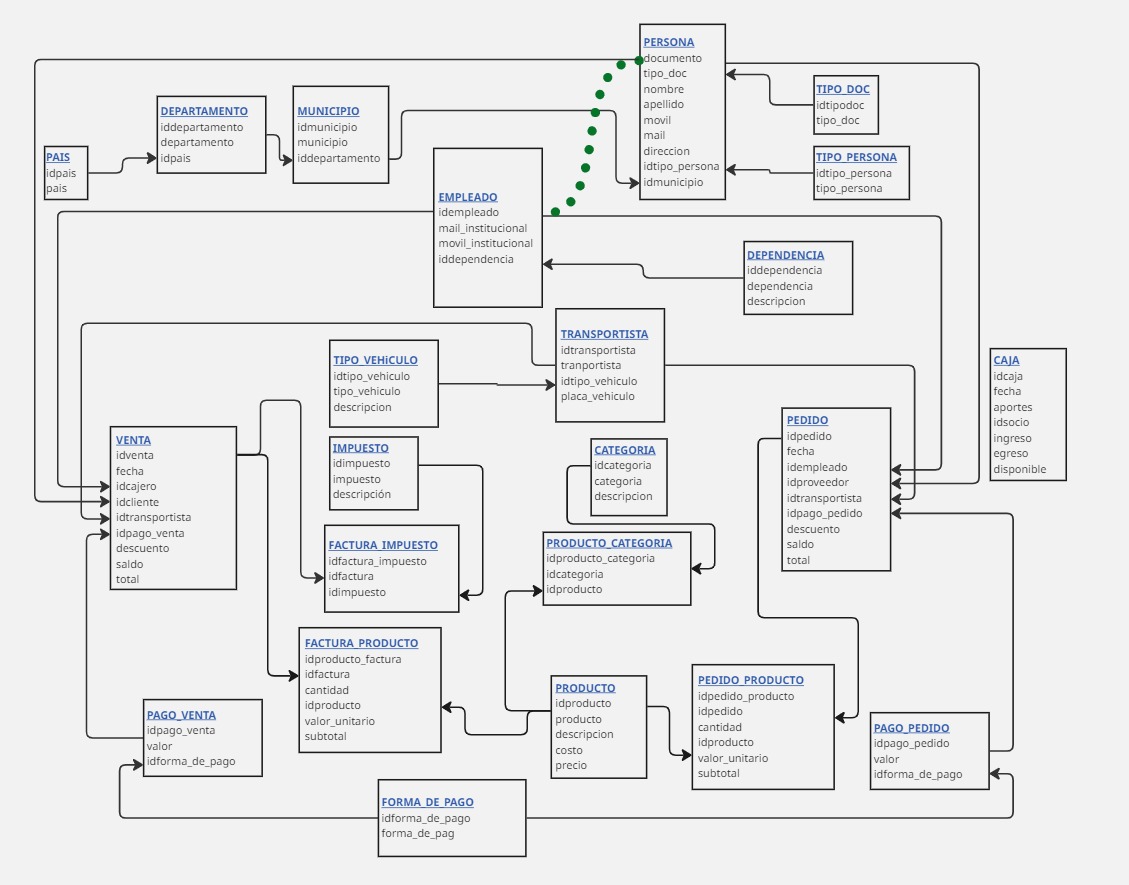 PERSONA
documento
tipo_doc
nombre
apellido
movil
mail
direccion
idtipo_persona
idmunicipio
TIPO_DOC
idtipodoc
tipo_doc
DEPARTAMENTO
iddepartamento
departamento
idpais
MUNICIPIO
idmunicipio
municipio
iddepartamento
PAIS
idpais
pais
TIPO_PERSONA
idtipo_persona
tipo_persona
EMPLEADO
idempleado
mail_institucional
movil_institucional
iddependencia
DEPENDENCIA
iddependencia
dependencia
descripcion
TRANSPORTISTA
idtransportista
tranportista
idtipo_vehiculo
placa_vehiculo
TIPO_VEHíCULO
idtipo_vehiculo
tipo_vehiculo
descripcion
CAJA
idcaja
fecha
aportes
idsocio
ingreso
egreso
disponible
VENTA
idventa
fecha
idcajero
idcliente
idtransportista
idpago_venta
descuento
saldo
total
IMPUESTO
idimpuesto
impuesto
descripción
CATEGORIA
idcategoria
categoria
descripcion
PEDIDO
idpedido
fecha
idempleado
idproveedor
idtransportista
idpago_pedido
descuento
saldo
total
FACTURA_IMPUESTO
idfactura_impuesto
idfactura
idimpuesto
PRODUCTO_CATEGORIA
idproducto_categoria
idcategoria
idproducto
FACTURA_PRODUCTO
idproducto_factura
idfactura
cantidad
idproducto
valor_unitario
subtotal
PRODUCTO
idproducto
producto
descripcion
costo
precio
PEDIDO_PRODUCTO
idpedido_producto
idpedido
cantidad
idproducto
valor_unitario
subtotal
PAGO_VENTA
idpago_venta
valor
idforma_de_pago
PAGO_PEDIDO
idpago_pedido
valor
idforma_de_pago
FORMA_DE_PAGO
idforma_de_pago
forma_de_pag